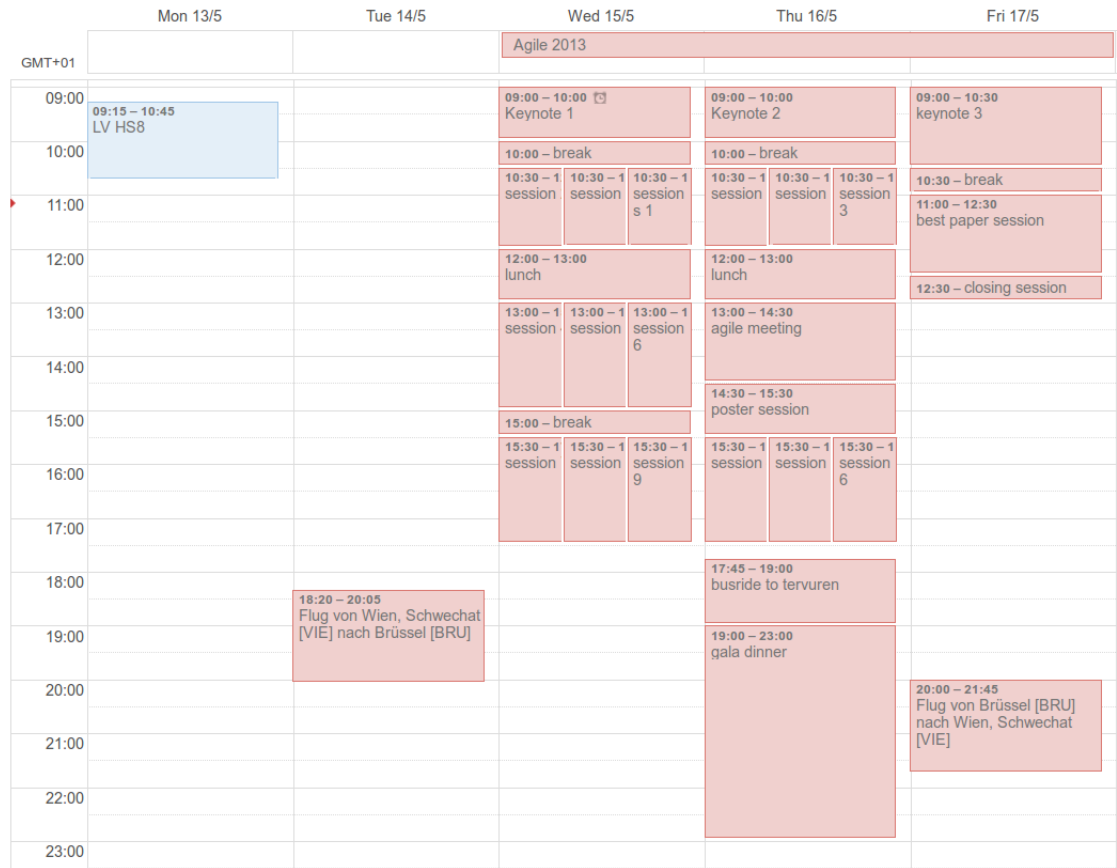 Mon 13/5
Tue 14/5
Wed 15/5
Thu 16/5
Fri 17/5
GMT+01
Agile 2013
09:00
10:00
11:00
12:00
13:00
14:00
15:00
16:00
17:00
18:00
19:00
20:00
21:00
22:00
23:00
09:15 – 10:45
LV HS8
18:20 – 20:05
Flug von Wien, Schwechat
[VIE] nach Brüssel [BRU]
09:00 – 10:00
Keynote 1
10:00 – break
10:30 – 1
session
10:30 – 1
session
10:30 – 1
session
s 1
12:00 – 13:00
lunch
13:00 – 1
session
13:00 – 1
session
13:00 – 1
session
6
15:00 – break
15:30 – 1
session
15:30 – 1
session
15:30 – 1
session
9
09:00 – 10:00
Keynote 2
10:00 – break
10:30 – 1
session
10:30 – 1
session
10:30 – 1
session
3
12:00 – 13:00
lunch
13:00 – 14:30
agile meeting
14:30 – 15:30
poster session
15:30 – 1
session
15:30 – 1
session
15:30 – 1
session
6
17:45 – 19:00
busride to tervuren
19:00 – 23:00
gala dinner
09:00 – 10:30
keynote 3
10:30 – break
11:00 – 12:30
best paper session
12:30 – closing session
20:00 – 21:45
Flug von Brüssel [BRU]
nach Wien, Schwechat
[VIE]